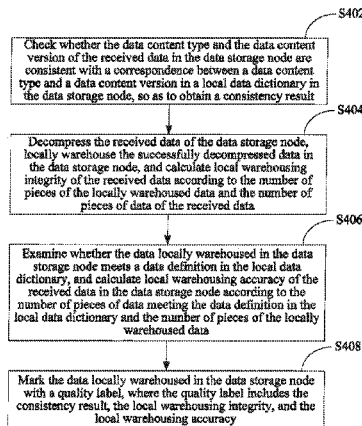 S402
Check whether the data content type and the data content
version of the received data in the data storage node are
consistent with a correspondence between a data content
type and a data content version in a local data dictionary
in the data storage node, so as to obtain a consistency
result
S404
Decompress the received data of the data storage node,
locally warehouse the successfully decompressed data in
the data storage node, and calculate local warehousing
integrity of the received data according to the number of
pieces of the locally warehoused data and the number of
pieces of data of the received data
S406
Examine whether the data locally warehoused in the data
storage node meets a data definition in the local data
dictionary, and calculate local warehousing accuracy of
the received data in the data storage node according to
the number of pieces of data meeting the data definition in
the local data dictionary and the number of pieces of the
locally warehoused data
S408
Mark the data locally warehoused in the data storage node
with a quality label, where the quality label includes the
consistency result, the local warehousing integrity, and the
local warehousing accuracy